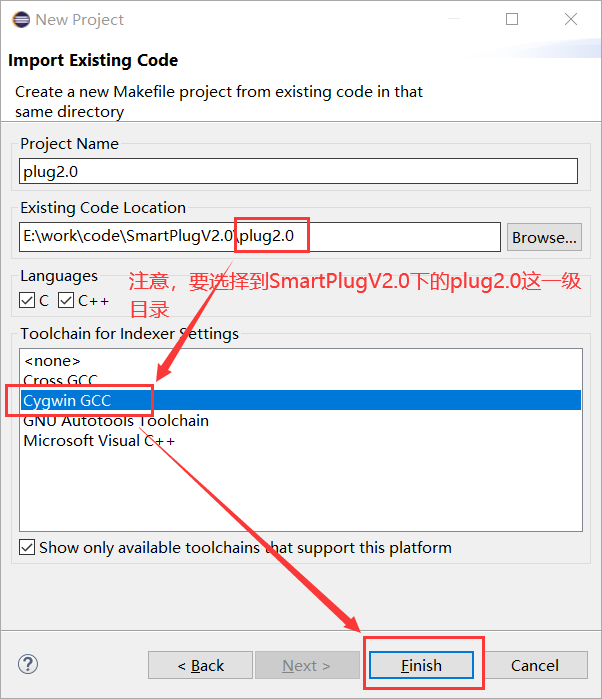 New Project
Import Existing Code
Create a new Makefile project from existing code in that
same directory
Project Name
plug2.0
Existing Code Location
E:\work\code\SmartPlugV2.0\plug2.0
Browse...
Languages
C
C++
注意，要选择到SmartPlugV2.0下的plug2.0这一级
目录
Toolchain for Indexer Settings
<none>
Cross GCC
Cygwin GCC
GNU Autotools Toolchain
Microsoft Visual C++
Show only available toolchains that support this platform
?
< Back
Next >
Finish
Cancel